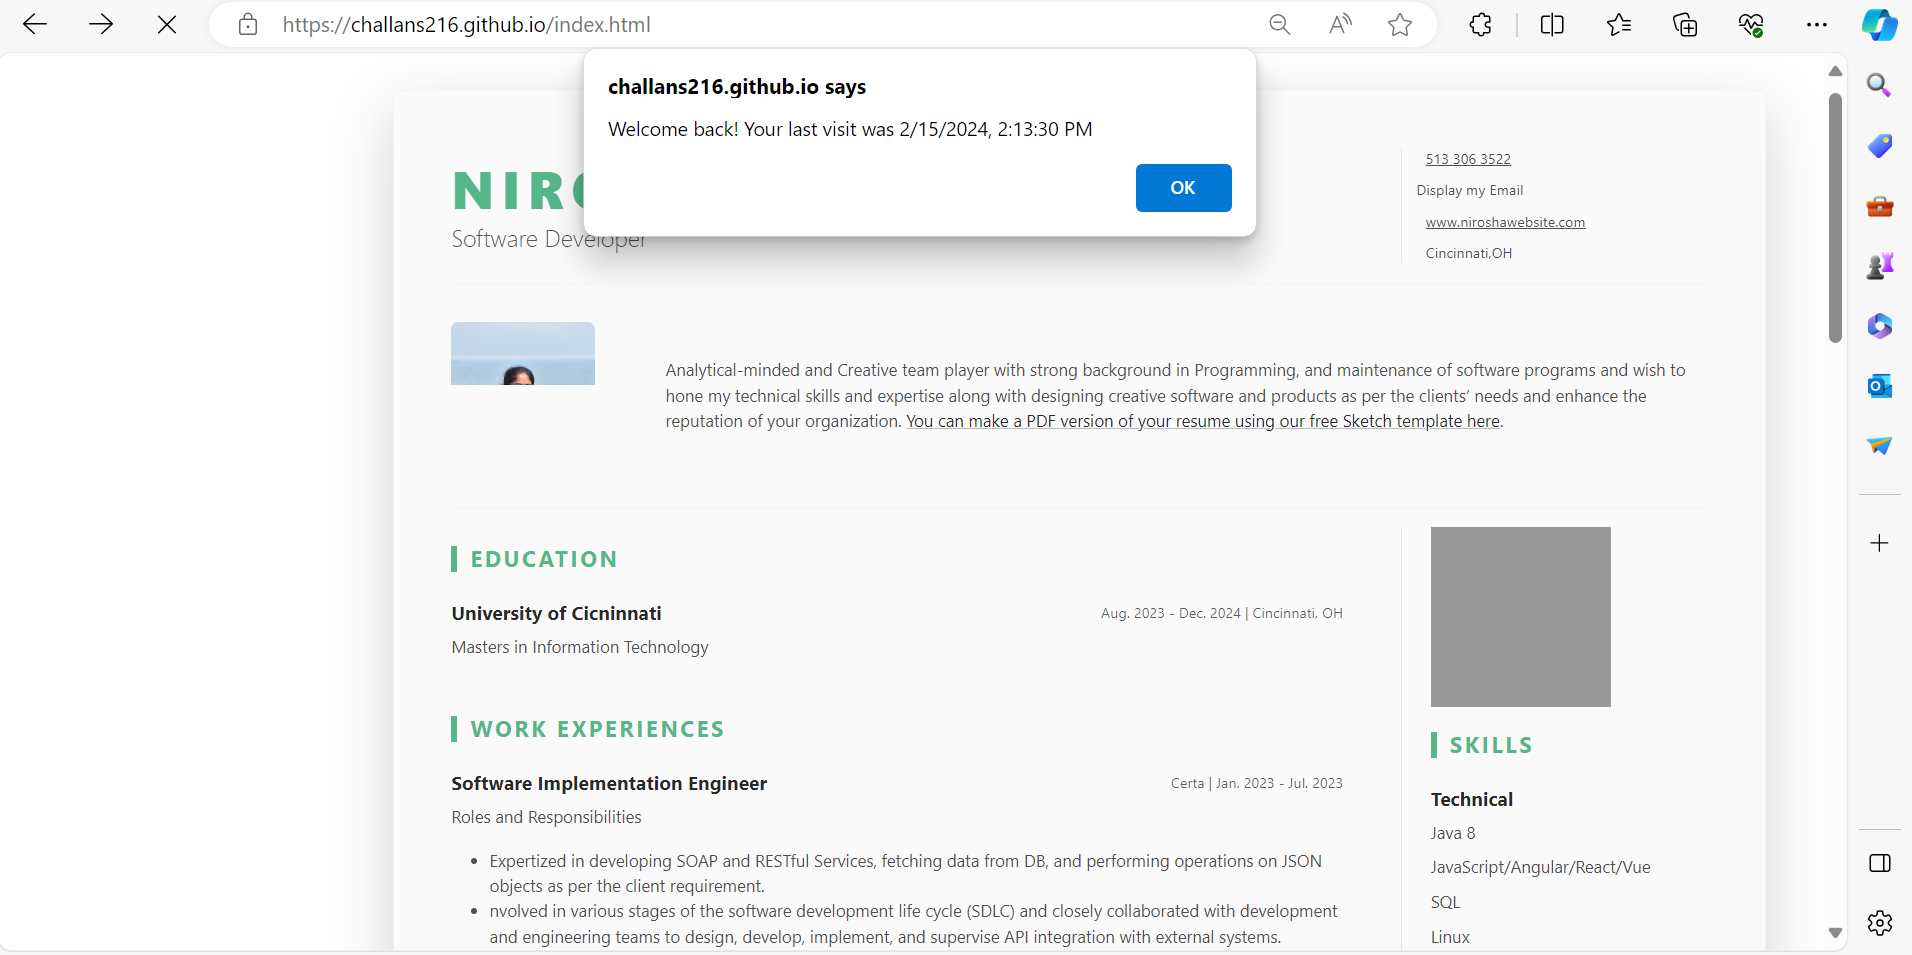 https://challans216.github.io/index.html
challans216.github.io says
Welcome back! Your last visit was 2/15/2024, 2:13:30 PM
OK
NIRO
Software Developer
513 306 3522
Display my Email
www.niroshawebsite.com
Cincinnati,OH
Analytical-minded and Creative team player with strong background in Programming, and maintenance of software programs and wish to
hone my technical skills and expertise along with designing creative software and products as per the clients’ needs and enhance the
reputation of your organization. You can make a PDF version of your resume using our free Sketch template here.
EDUCATION
University of Cicninnati
Aug. 2023 - Dec. 2024 | Cincinnati, OH
Masters in Information Technology
WORK EXPERIENCES
Software Implementation Engineer
Certa | Jan. 2023 - Jul. 2023
Roles and Responsibilities
• Expertized in developing SOAP and RESTful Services, fetching data from DB, and performing operations on JSON
objects as per the client requirement.
• nvolved in various stages of the software development life cycle (SDLC) and closely collaborated with development
and engineering teams to design, develop, implement, and supervise API integration with external systems.
SKILLS
Technical
Java 8
JavaScript/Angular/React/Vue
SQL
Linux